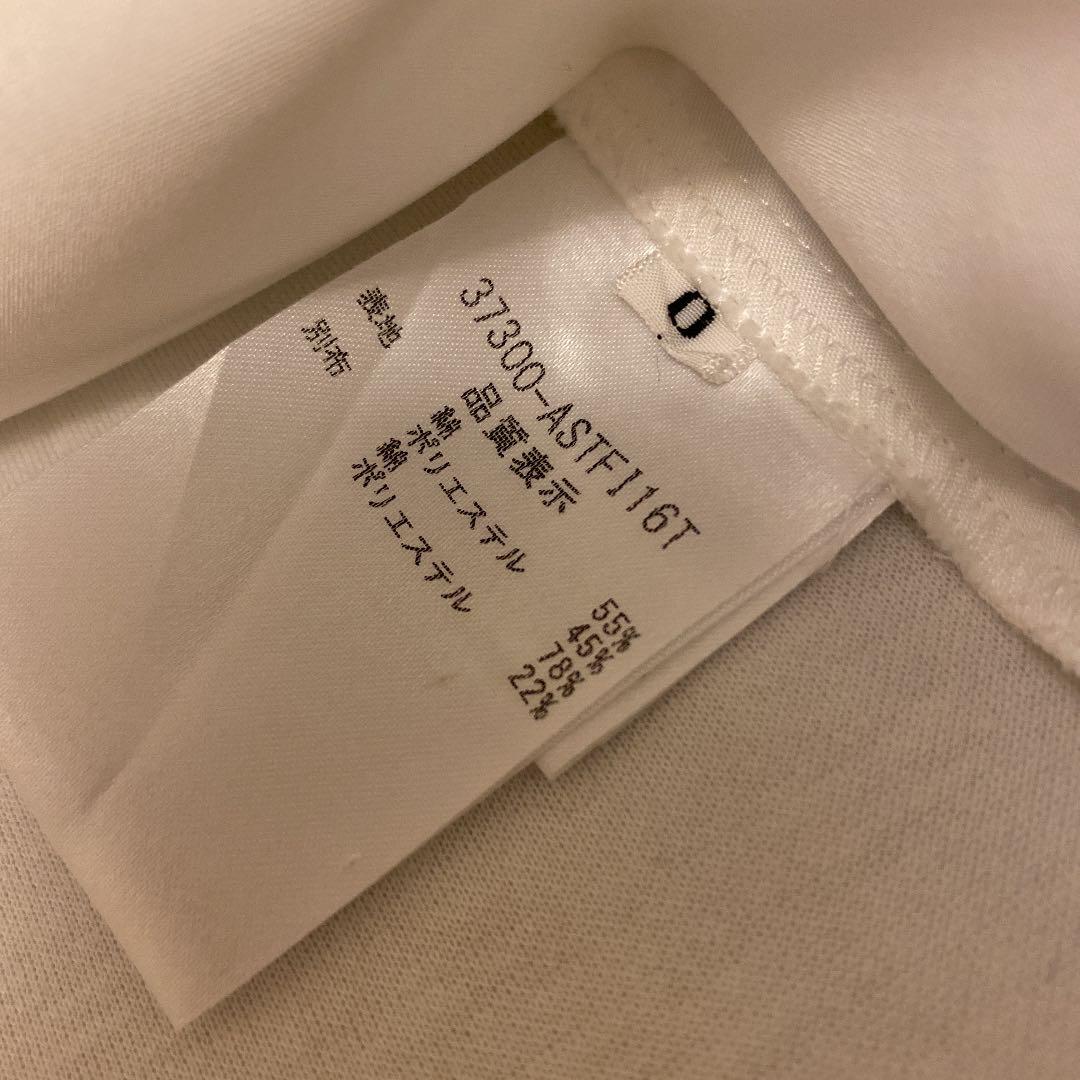 0
37300-ASTFI16T
品質表示
表地 綿 55%
ポリエステル 45%
別布 綿 78%
ポリエステル 22%